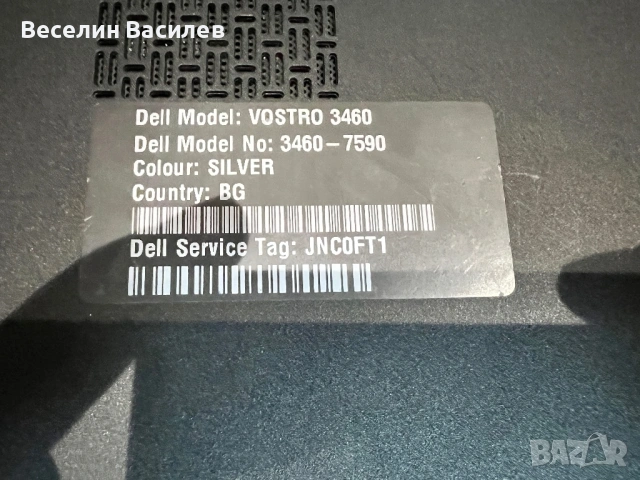 Веселин Василев
Dell Model: VOSTRO 3460
Dell Model No: 3460-7590
Colour: SILVER
Country: BG
Dell Service Tag: JNC0FT1
BAZAR